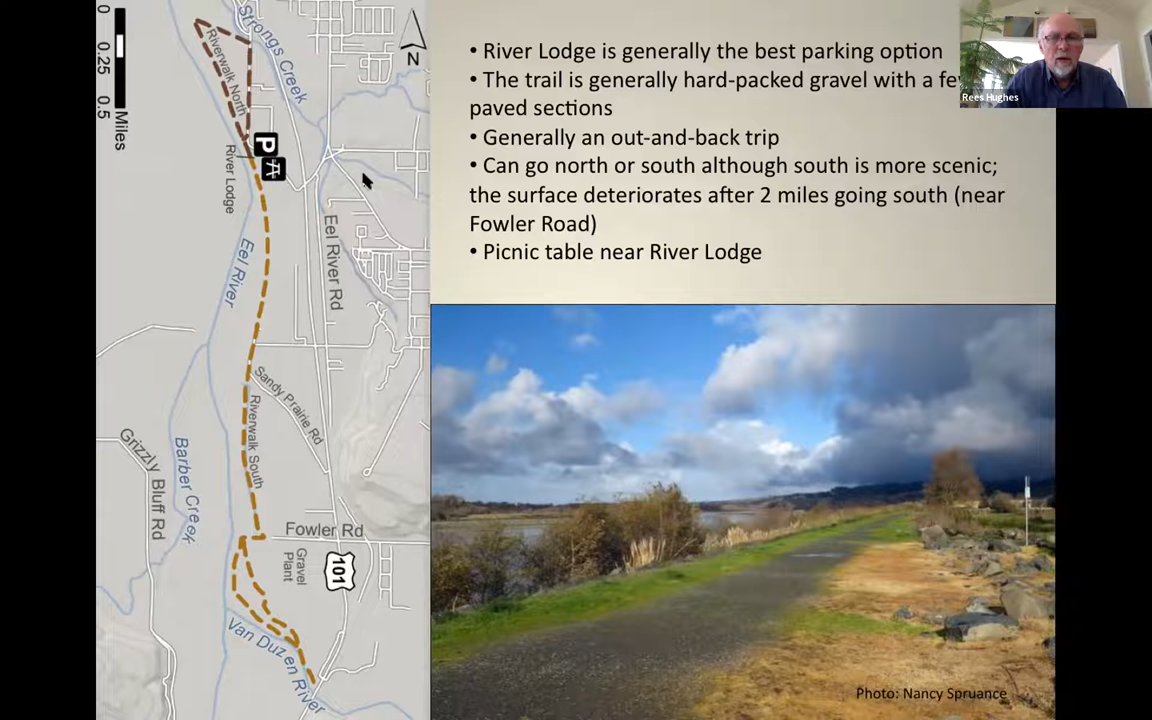 0 0.25 0.5
Miles
Strongs Creek
Riverwalk North
N
P
River Lodge
Eel River
Eel River Rd
Sandy Prairie Rd
Riverwalk South
Barber Creek
Grizzly Bluff Rd
Fowler Rd
Gravel
Plant
101
Van Duzen River
• River Lodge is generally the best parking option
• The trail is generally hard-packed gravel with a few
paved sections
• Generally an out-and-back trip
• Can go north or south although south is more scenic;
the surface deteriorates after 2 miles going south (near
Fowler Road)
• Picnic table near River Lodge
Rees Hughes
Photo: Nancy Spruance